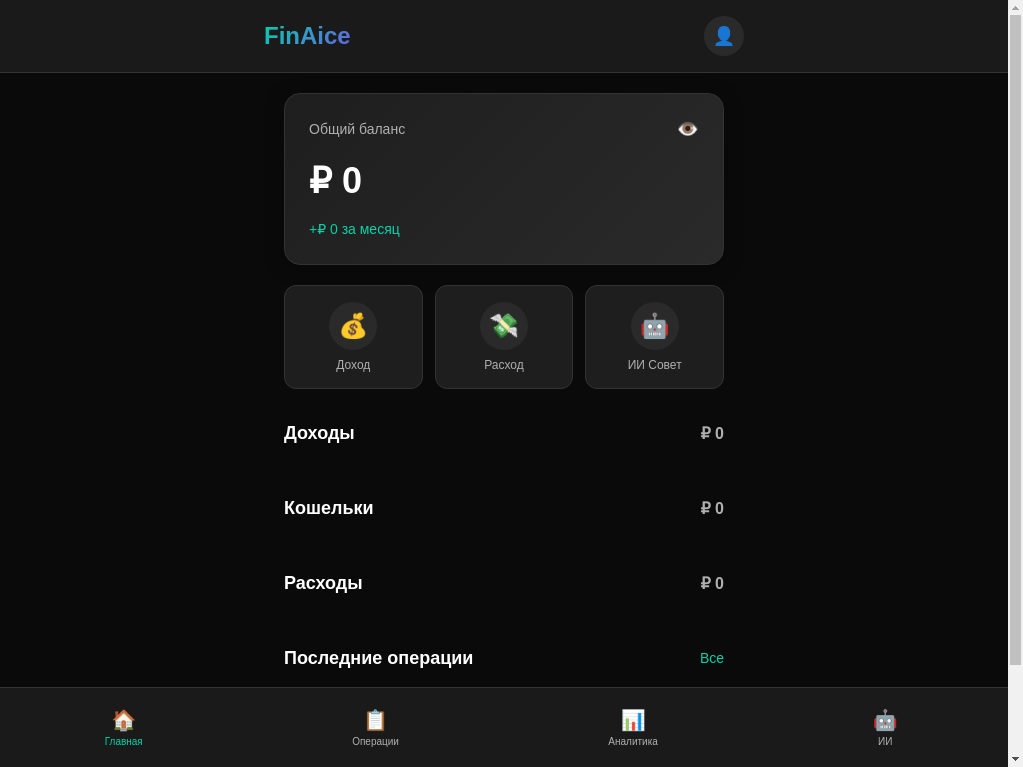 FinAice
Общий баланс
₽ 0
+₽ 0 за месяц
Доход
Расход
ИИ Совет
Доходы ₽ 0
Кошельки ₽ 0
Расходы ₽ 0
Последние операции Все
Главная
Операции
Аналитика
ИИ